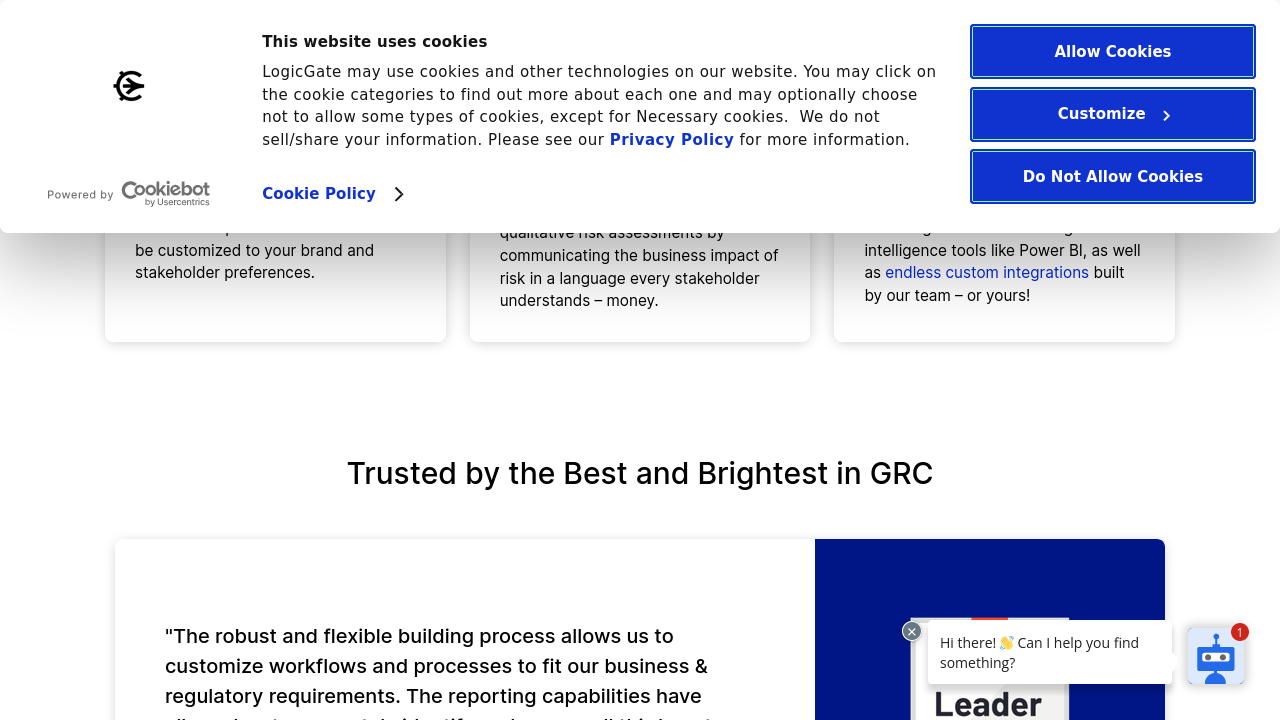 This website uses cookies
LogicGate may use cookies and other technologies on our website. You may click on
the cookie categories to find out more about each one and may optionally choose
not to allow some types of cookies, except for Necessary cookies.  We do not
sell/share your information. Please see our Privacy Policy for more information.
Cookie Policy
Powered by Cookiebot
by Usercentrics
Allow Cookies
Customize
Do Not Allow Cookies
be customized to your brand and
stakeholder preferences.
qualitative risk assessments by
communicating the business impact of
risk in a language every stakeholder
understands – money.
intelligence tools like Power BI, as well
as endless custom integrations built
by our team – or yours!
Trusted by the Best and Brightest in GRC
"The robust and flexible building process allows us to
customize workflows and processes to fit our business &
regulatory requirements. The reporting capabilities have
Leader
Hi there! 👋 Can I help you find
something?
1